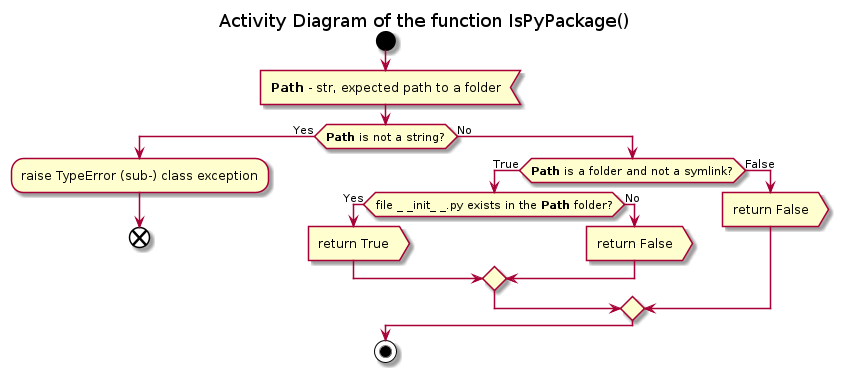 Activity Diagram of the function IsPyPackage()
Path - str, expected path to a folder
Yes
Path is not a string?
No
raise TypeError (sub-) class exception
True
Path is a folder and not a symlink?
False
Yes
file _ _init_ _.py exists in the Path folder?
No
return False
return True
return False